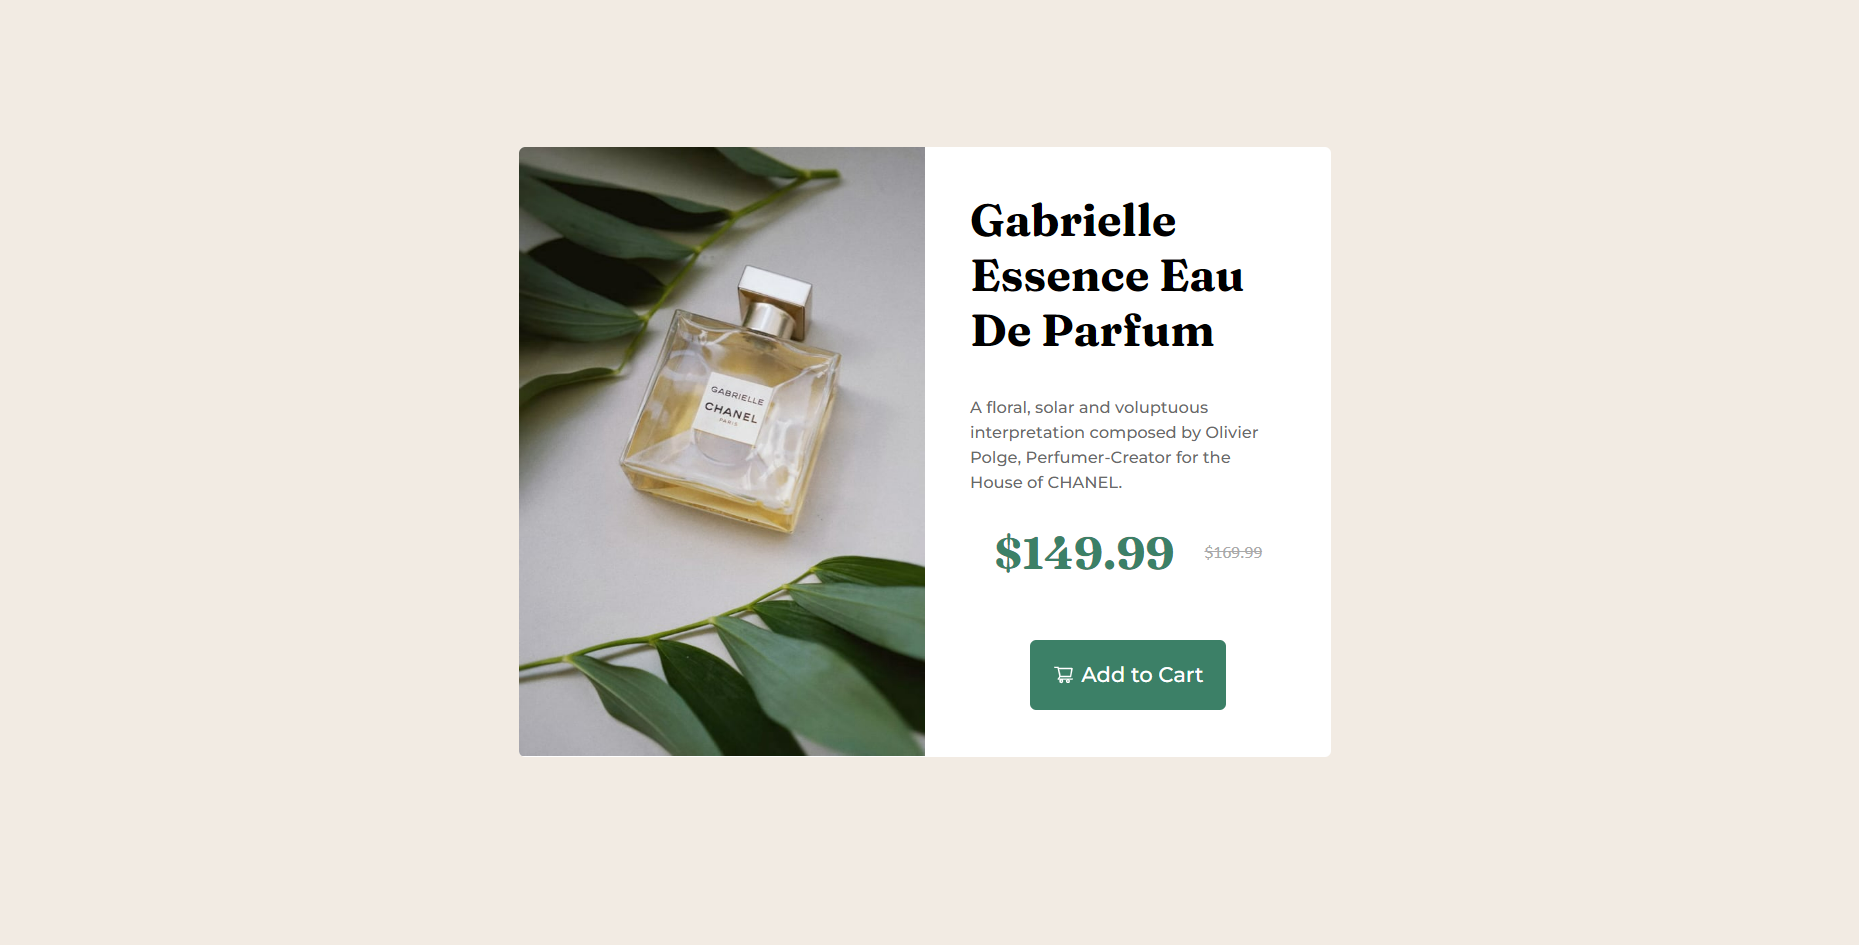 GABRIELLE
CHANEL
PARIS
Gabrielle
Essence Eau
De Parfum
A floral, solar and voluptuous
interpretation composed by Olivier
Polge, Perfumer-Creator for the
House of CHANEL.
$149.99 $169.99
Add to Cart